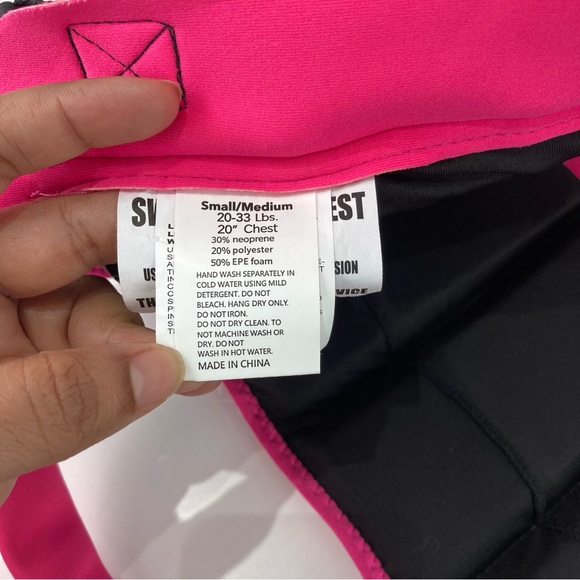 Small/Medium
20-33 Lbs.
20" Chest
30% neoprene
20% polyester
50% EPE foam
HAND WASH SEPARATELY IN
COLD WATER USING MILD
DETERGENT. DO NOT
BLEACH. HANG DRY ONLY.
DO NOT IRON.
DO NOT DRY CLEAN. TO
NOT MACHINE WASH OR
DRY. DO NOT
WASH IN HOT WATER.
MADE IN CHINA